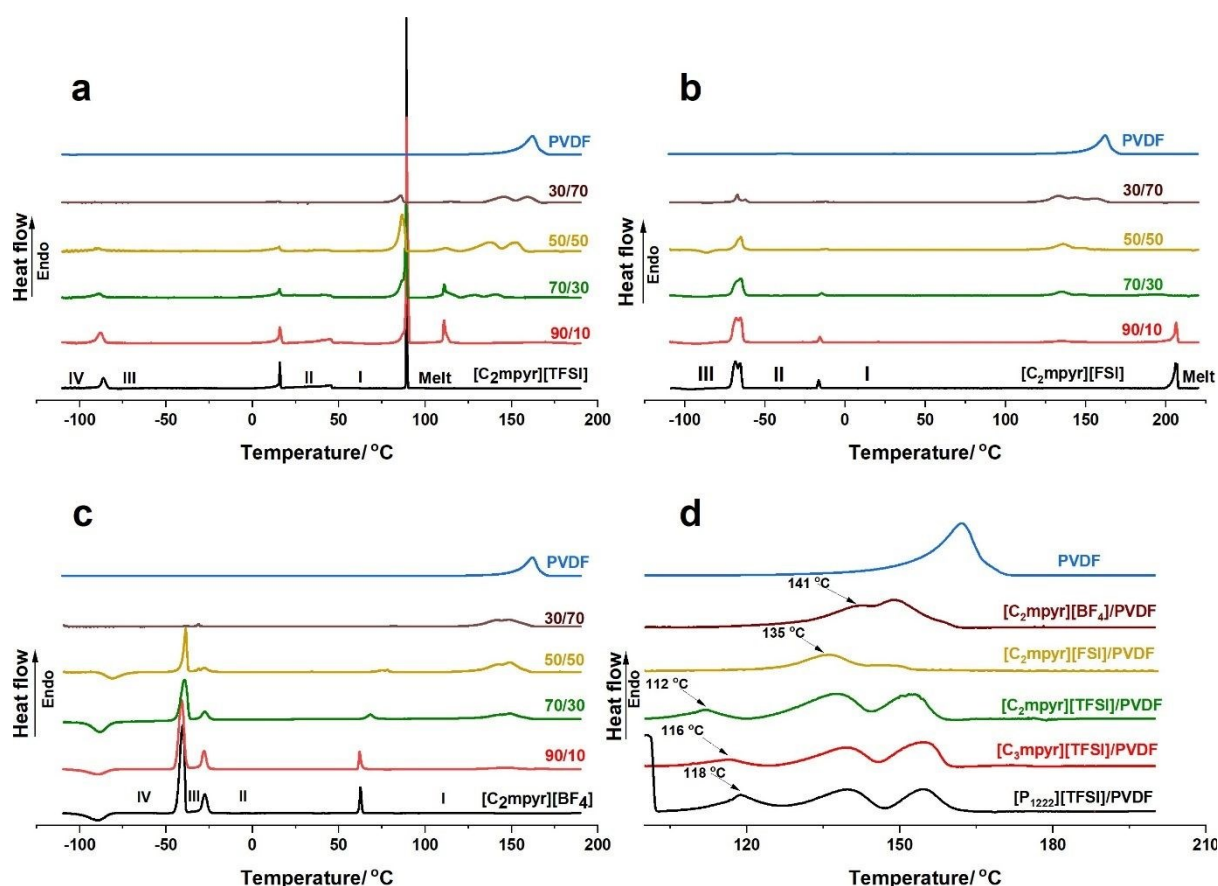 a
PVDF
30/70
50/50
70/30
90/10
IV III II I Melt [C₂mpyr][TFSI]
Heat flow
Endo
-100 -50 0 50 100 150 200
Temperature/ °C
b
PVDF
30/70
50/50
70/30
90/10
III II I [C₂mpyr][FSI] Melt
Heat flow
Endo
-100 -50 0 50 100 150 200
Temperature/ °C
c
PVDF
30/70
50/50
70/30
90/10
IV III II I [C₂mpyr][BF₄]
Heat flow
Endo
-100 -50 0 50 100 150 200
Temperature/ °C
d
PVDF
141 °C
[C₂mpyr][BF₄]/PVDF
135 °C
[C₂mpyr][FSI]/PVDF
112 °C
[C₂mpyr][TFSI]/PVDF
116 °C
[C₃mpyr][TFSI]/PVDF
118 °C
[P₁₂₂₂][TFSI]/PVDF
Heat flow
Endo
120 150 180 210
Temperature/ °C